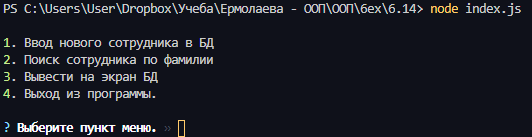 PS C:\Users\User\Dropbox\Учеба\Ермолаева - ООП\ООП\6ex\6.14> node index.js
1. Ввод нового сотрудника в БД
2. Поиск сотрудника по фамилии
3. Вывести на экран БД
4. Выход из программы.
? Выберите пункт меню. »